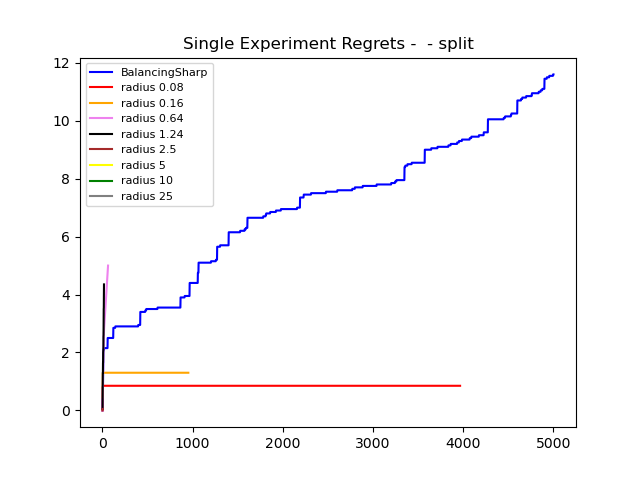 Single Experiment Regrets -  - split
BalancingSharp
radius 0.08
radius 0.16
radius 0.64
radius 1.24
radius 2.5
radius 5
radius 10
radius 25
12
10
8
6
4
2
0
0 1000 2000 3000 4000 5000